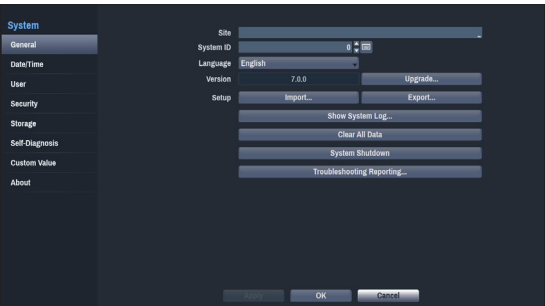 System
General
Date/Time
User
Security
Storage
Self-Diagnosis
Custom Value
About
Site
System ID 0
Language English
Version 7.0.0 Upgrade...
Setup Import... Export...
Show System Log...
Clear All Data
System Shutdown
Troubleshooting Reporting...
Apply OK Cancel